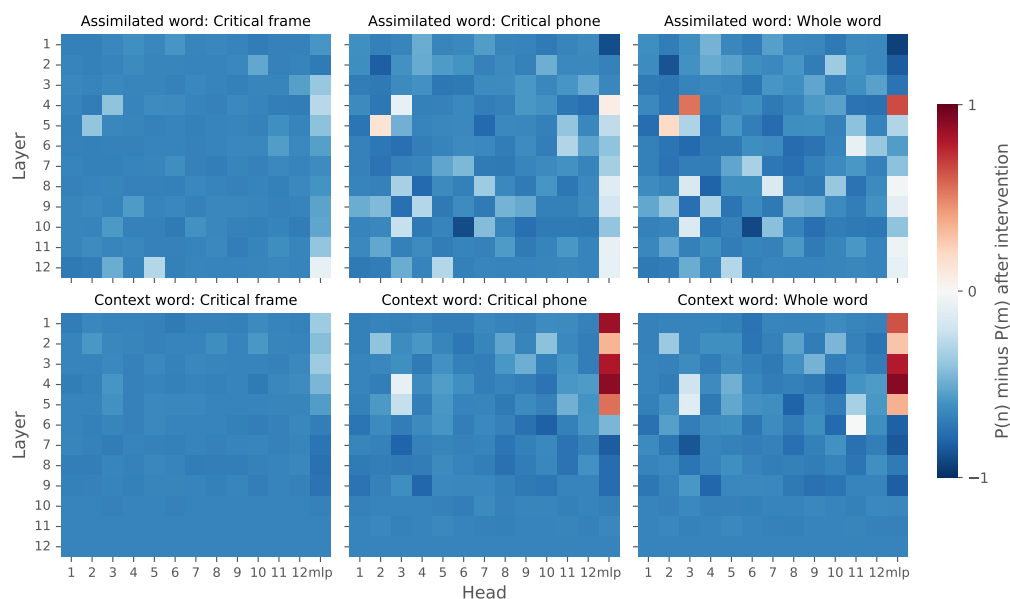 Assimilated word: Critical frame
Assimilated word: Critical phone
Assimilated word: Whole word
1
2
3
4
5
6
7
8
9
10
11
12
Layer
Context word: Critical frame
Context word: Critical phone
Context word: Whole word
1
2
3
4
5
6
7
8
9
10
11
12
Layer
1 2 3 4 5 6 7 8 9 10 11 12 mlp
1 2 3 4 5 6 7 8 9 10 11 12 mlp
1 2 3 4 5 6 7 8 9 10 11 12 mlp
Head
1
0
−1
P(n) minus P(m) after intervention